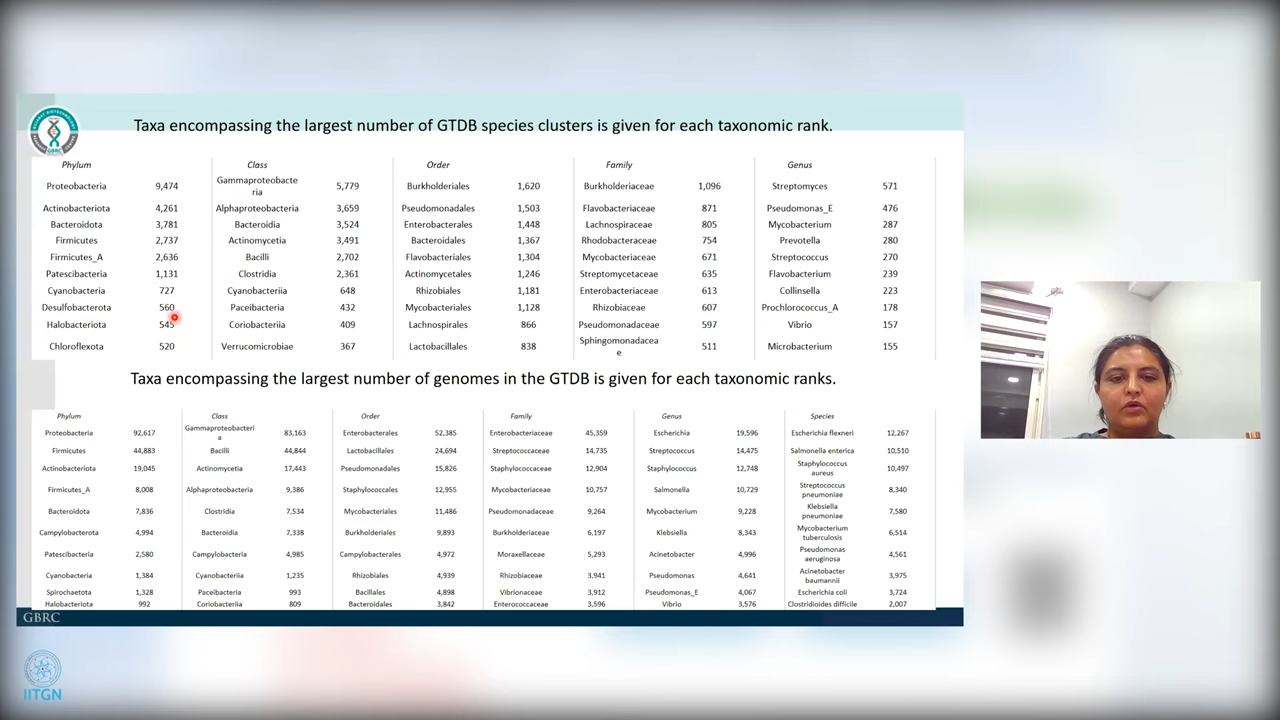 Taxa encompassing the largest number of GTDB species clusters is given for each taxonomic rank.
Phylum Class Order Family Genus
Proteobacteria 9,474 Gammaproteobacte
ria 5,779 Burkholderiales 1,620 Burkholderiaceae 1,096 Streptomyces 571
Actinobacteriota 4,261 Alphaproteobacteria 3,659 Pseudomonadales 1,503 Flavobacteriaceae 871 Pseudomonas_E 476
Bacteroidota 3,781 Bacteroidia 3,524 Enterobacterales 1,448 Lachnospiraceae 805 Mycobacterium 287
Firmicutes 2,737 Actinomycetia 3,491 Bacteroidales 1,367 Rhodobacteraceae 754 Prevotella 280
Firmicutes_A 2,636 Bacilli 2,702 Flavobacteriales 1,304 Mycobacteriaceae 671 Streptococcus 270
Patescibacteria 1,131 Clostridia 2,361 Actinomycetales 1,246 Streptomycetaceae 635 Flavobacterium 239
Cyanobacteria 727 Cyanobacteriia 648 Rhizobiales 1,181 Enterobacteriaceae 613 Collinsella 223
Desulfobacterota 560 Paceibacteria 432 Mycobacteriales 1,128 Rhizobiaceae 607 Prochlorococcus_A 178
Halobacteriota 545 Coriobacteriia 409 Lachnospirales 866 Pseudomonadaceae 597 Vibrio 157
Chloroflexota 520 Verrucomicrobiae 367 Lactobacillales 838 Sphingomonadacea
e 511 Microbacterium 155
GBRC
Taxa encompassing the largest number of genomes in the GTDB is given for each taxonomic ranks.
Phylum Class Order Family Genus Species
Proteobacteria 92,617 Gammaproteobacteri
a 83,163 Enterobacterales 52,385 Enterobacteriaceae 45,359 Escherichia 19,596 Escherichia flexneri 12,267
Firmicutes 44,883 Bacilli 44,844 Lactobacillales 24,694 Streptococcaceae 14,735 Streptococcus 14,475 Salmonella enterica 10,510
Actinobacteriota 19,045 Actinomycetia 17,443 Pseudomonadales 15,826 Staphylococcaceae 12,904 Staphylococcus 12,748 Staphylococcus
aureus 10,497
Firmicutes_A 8,008 Alphaproteobacteria 9,386 Staphylococcales 12,955 Mycobacteriaceae 10,757 Salmonella 10,729 Streptococcus
pneumoniae 8,340
Bacteroidota 7,836 Clostridia 7,534 Mycobacteriales 11,486 Pseudomonadaceae 9,264 Mycobacterium 9,228 Klebsiella
pneumoniae 7,580
Campylobacterota 4,994 Bacteroidia 7,338 Burkholderiales 9,893 Burkholderiaceae 6,197 Klebsiella 8,343 Mycobacterium
tuberculosis 6,514
Patescibacteria 2,580 Campylobacteria 4,985 Campylobacterales 4,972 Moraxellaceae 5,293 Acinetobacter 4,996 Pseudomonas
aeruginosa 4,561
Cyanobacteria 1,384 Cyanobacteriia 1,235 Rhizobiales 4,939 Rhizobiaceae 3,941 Pseudomonas 4,641 Acinetobacter
baumannii 3,975
Spirochaetota 1,328 Paceibacteria 993 Bacillales 4,898 Vibrionaceae 3,912 Pseudomonas_E 4,067 Escherichia coli 3,724
Halobacteriota 992 Coriobacteriia 809 Bacteroidales 3,842 Enterococcaceae 3,596 Vibrio 3,576 Clostridioides difficile 2,007
GBRC
IITGN